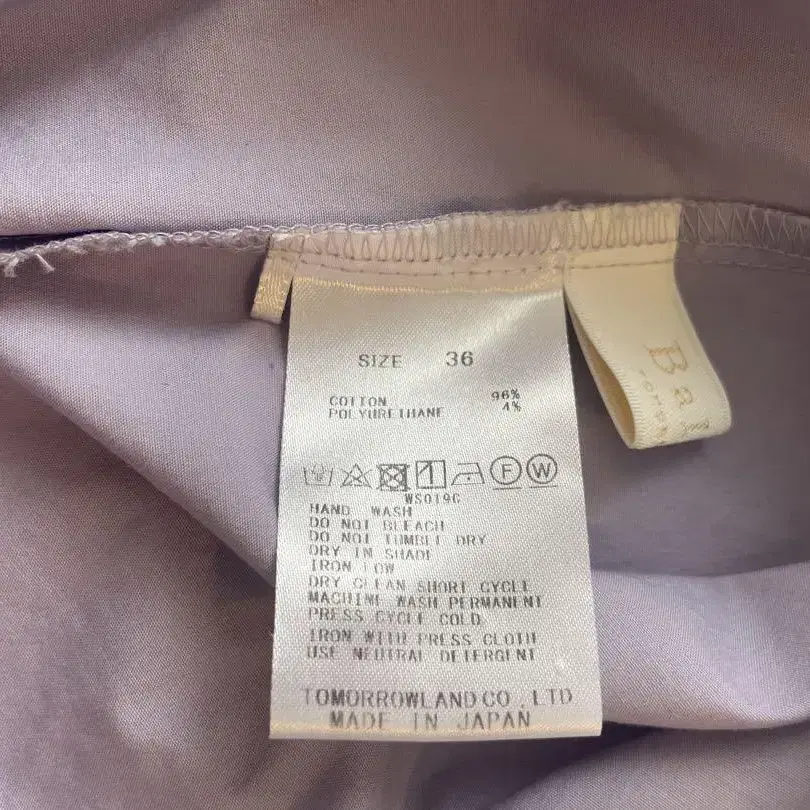 SIZE 36
COTTON 96%
POLYURETHANE 4%
F W
WS019C
HAND WASH
DO NOT BLEACH
DO NOT TUMBLE DRY
DRY IN SHADE
IRON LOW
DRY CLEAN SHORT CYCLE
MACHINE WASH PERMANENT
PRESS CYCLE COLD
IRON WITH PRESS CLOTH
USE NEUTRAL DETERGENT
TOMORROWLAND CO., LTD
MADE IN JAPAN
Ba